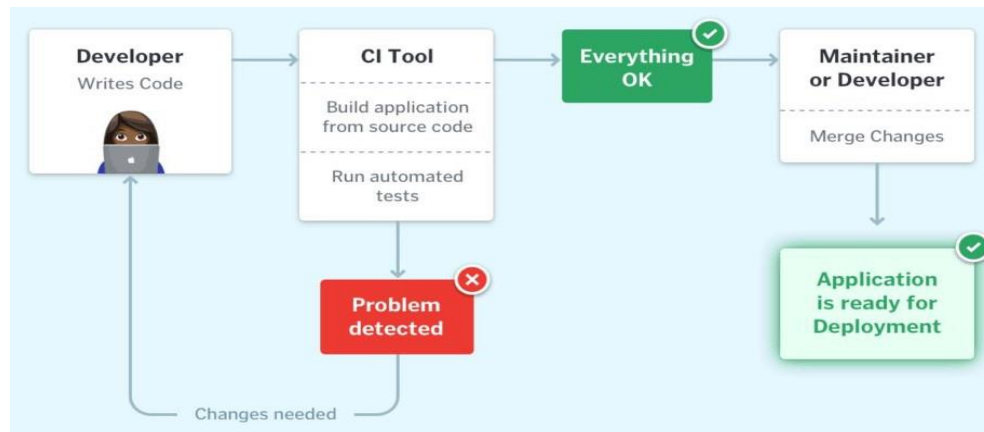 Developer
Writes Code
CI Tool
Build application
from source code
Run automated
tests
Everything
OK
Maintainer
or Developer
Merge Changes
Problem
detected
Application
is ready for
Deployment
Changes needed